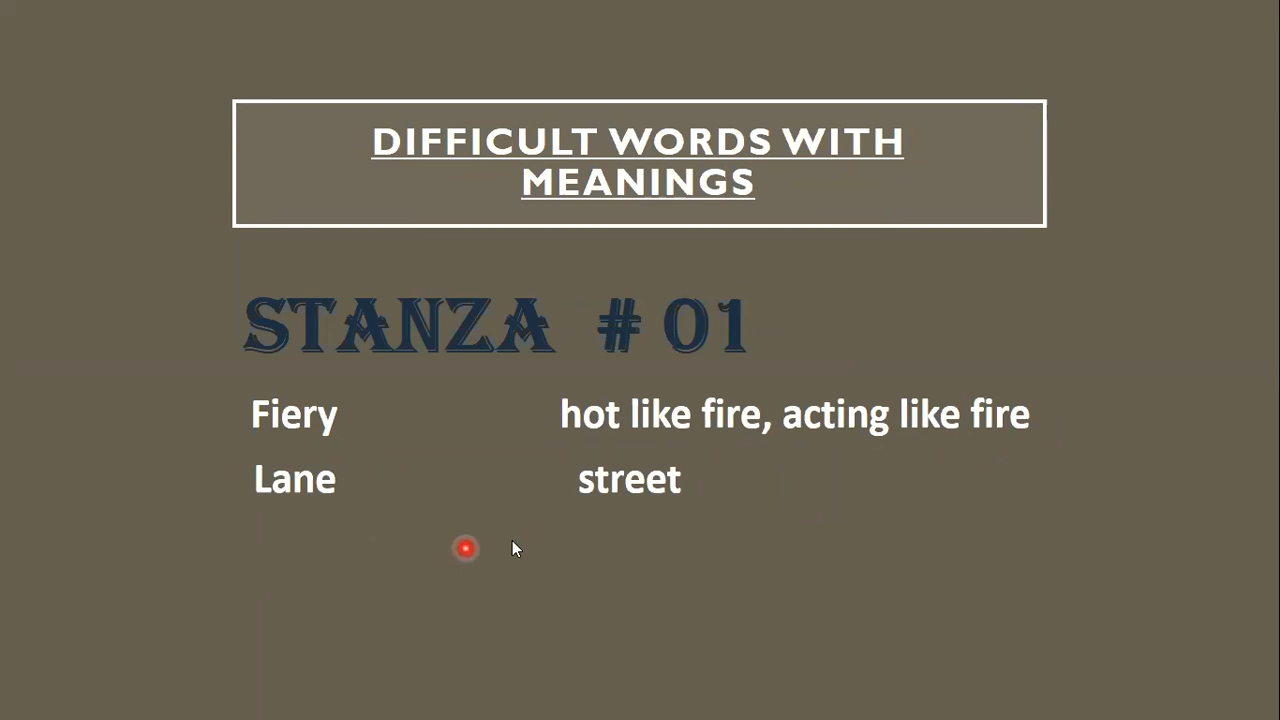 DIFFICULT WORDS WITH
MEANINGS
STANZA # 01
Fiery hot like fire, acting like fire
Lane street